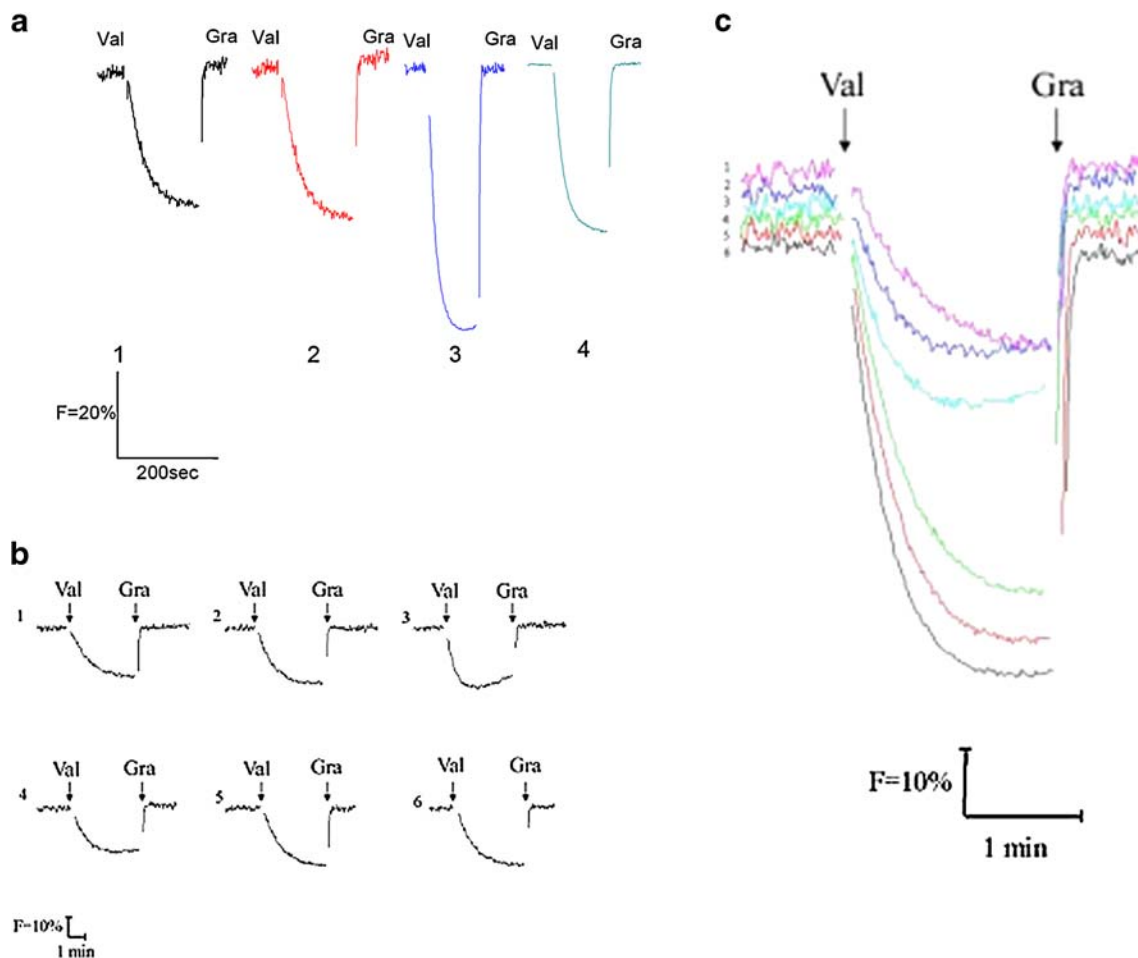 a
Val Gra Val Gra Val Gra Val Gra
1 2 3 4
F=20%
200sec
b
Val Gra Val Gra Val Gra
1 2 3
Val Gra Val Gra Val Gra
4 5 6
F=10%
1 min
c
Val Gra
1
2
3
4
5
6
F=10%
1 min